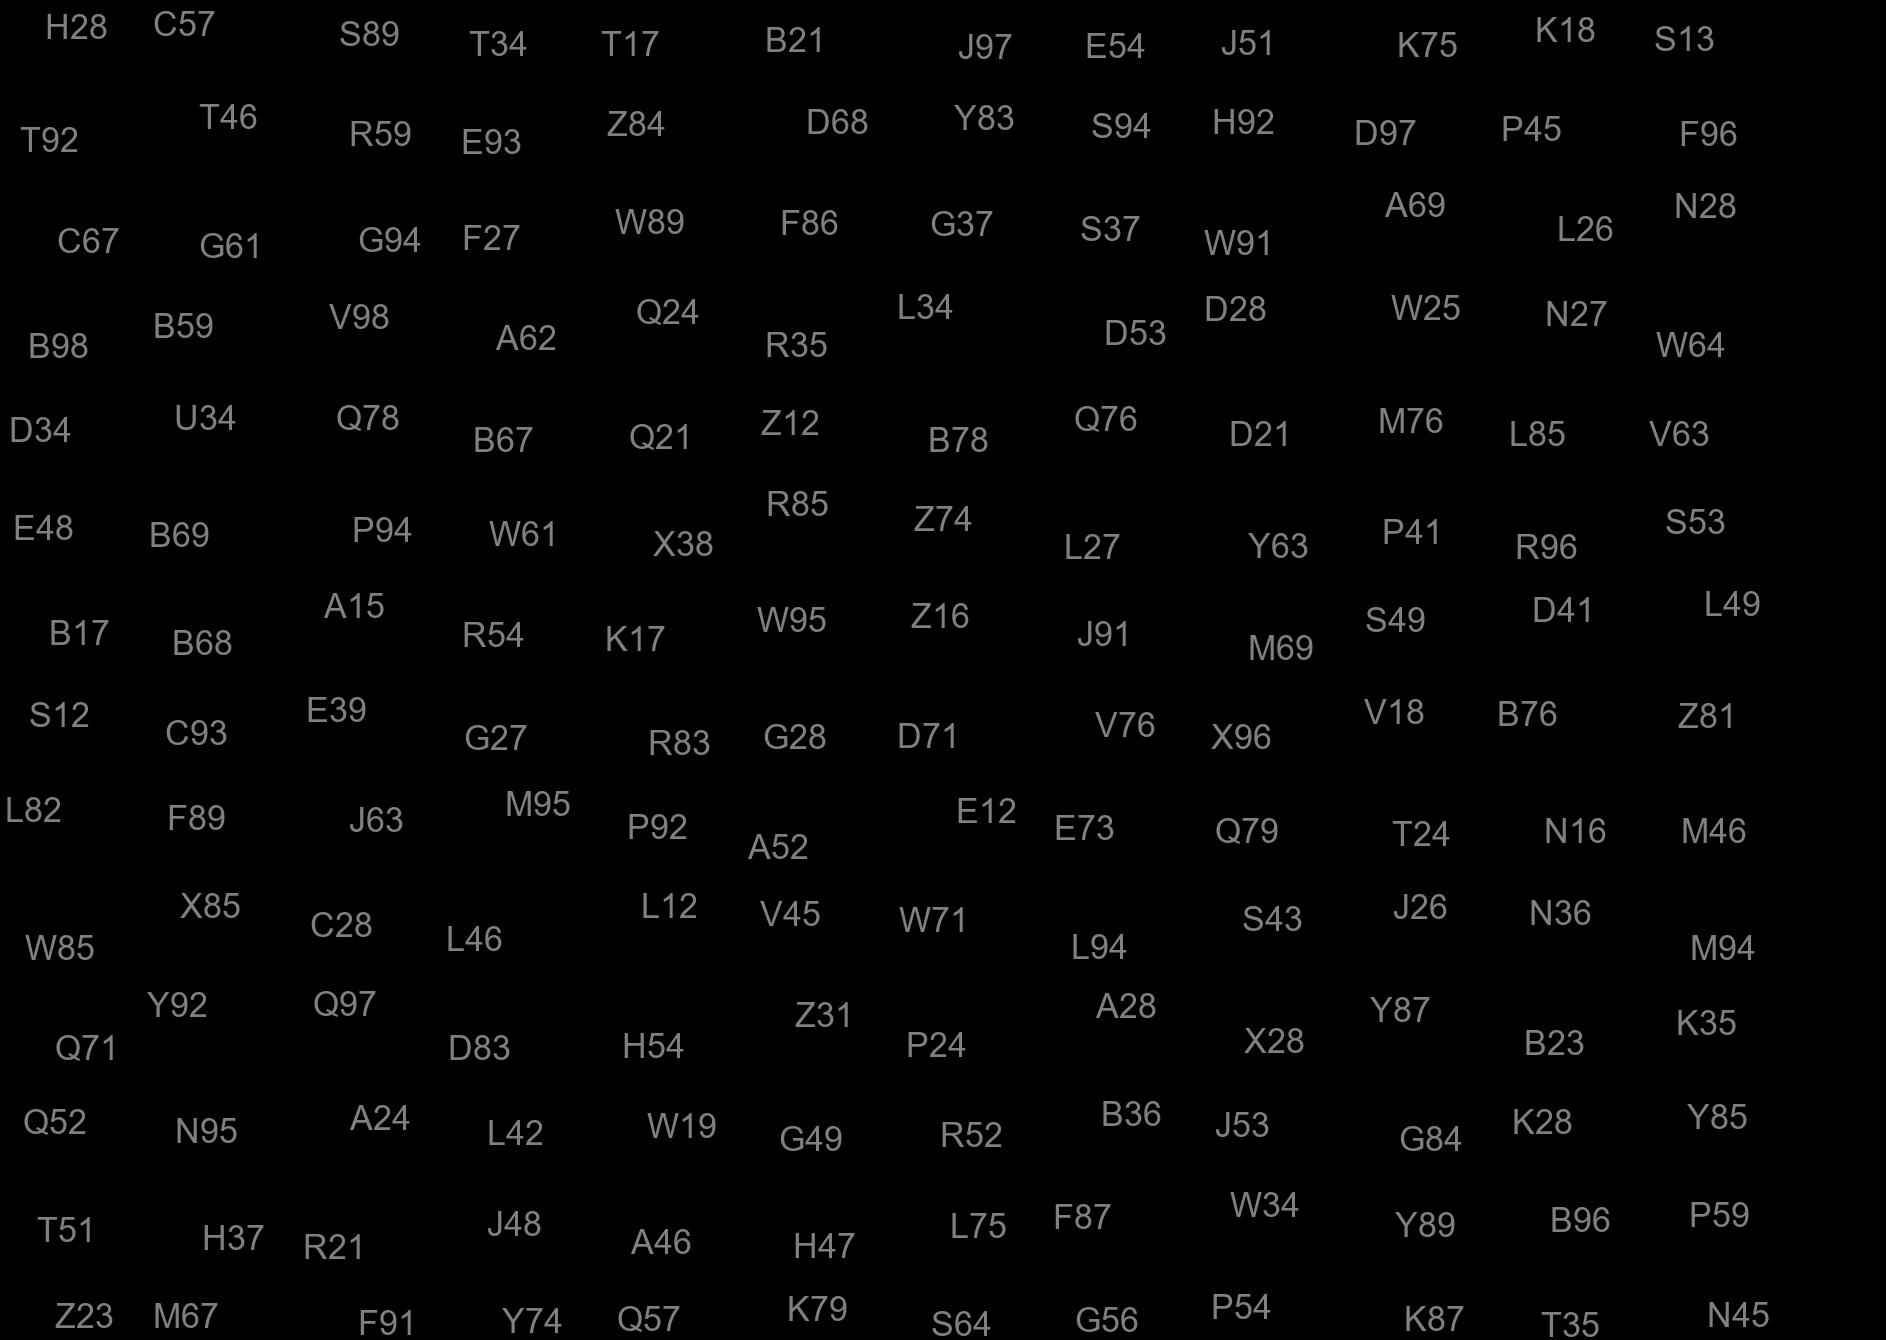 H28 C57 S89 T34 T17 B21 J97 E54 J51 K75 K18 S13
T92 T46 R59 E93 Z84 D68 Y83 S94 H92 D97 P45 F96
C67 G61 G94 F27 W89 F86 G37 S37 W91 A69 L26 N28
B98 B59 V98 A62 Q24 R35 L34 D53 D28 W25 N27 W64
D34 U34 Q78 B67 Q21 Z12 B78 Q76 D21 M76 L85 V63
E48 B69 P94 W61 X38 R85 Z74 L27 Y63 P41 R96 S53
B17 B68 A15 R54 K17 W95 Z16 J91 M69 S49 D41 L49
S12 C93 E39 G27 R83 G28 D71 V76 X96 V18 B76 Z81
L82 F89 J63 M95 P92 A52 E12 E73 Q79 T24 N16 M46
W85 X85 C28 L46 L12 V45 W71 L94 S43 J26 N36 M94
Q71 Y92 Q97 D83 H54 Z31 P24 A28 X28 Y87 B23 K35
Q52 N95 A24 L42 W19 G49 R52 B36 J53 G84 K28 Y85
T51 H37 R21 J48 A46 H47 L75 F87 W34 Y89 B96 P59
Z23 M67 F91 Y74 Q57 K79 S64 G56 P54 K87 T35 N45